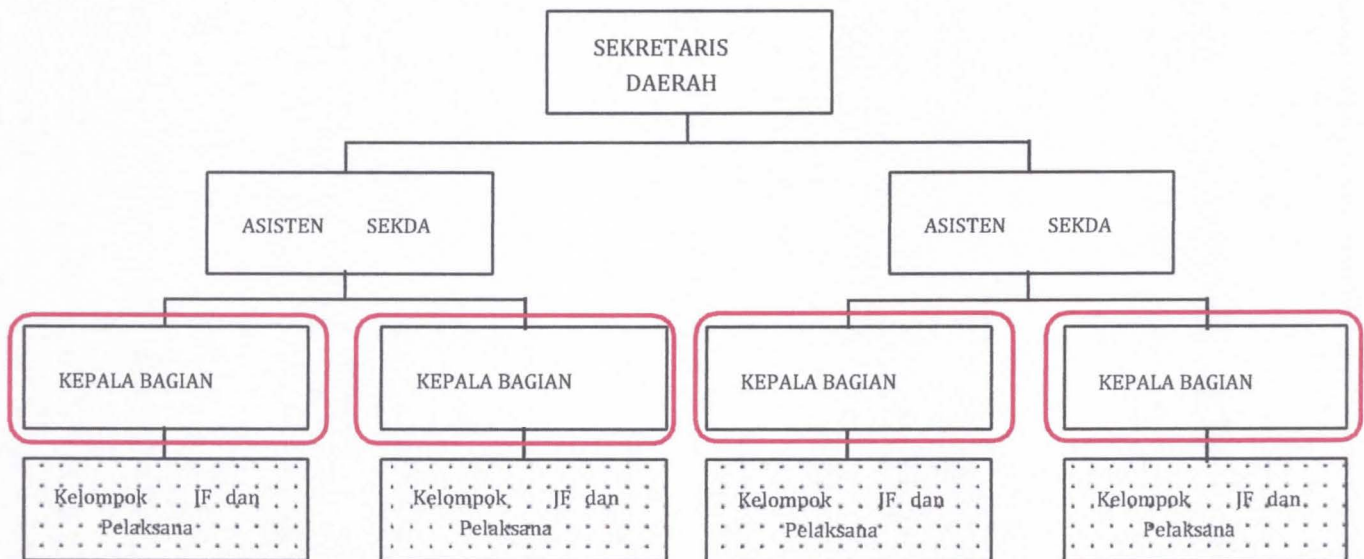 SEKRETARIS
DAERAH
ASISTEN SEKDA
ASISTEN SEKDA
KEPALA BAGIAN
KEPALA BAGIAN
KEPALA BAGIAN
KEPALA BAGIAN
Kelompok JF dan
Pelaksana
Kelompok JF dan
Pelaksana
Kelompok JF dan
Pelaksana
Kelompok JF dan
Pelaksana